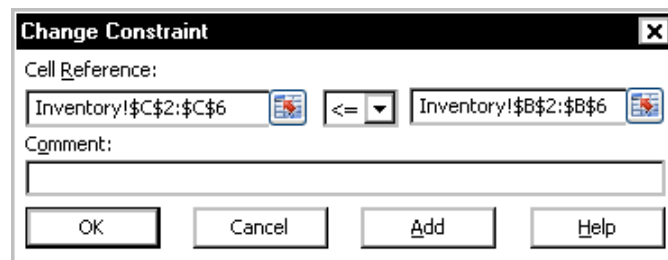 Change Constraint
Cell Reference:
Inventory!$C$2:$C$6 <= Inventory!$B$2:$B$6
Comment:
OK Cancel Add Help